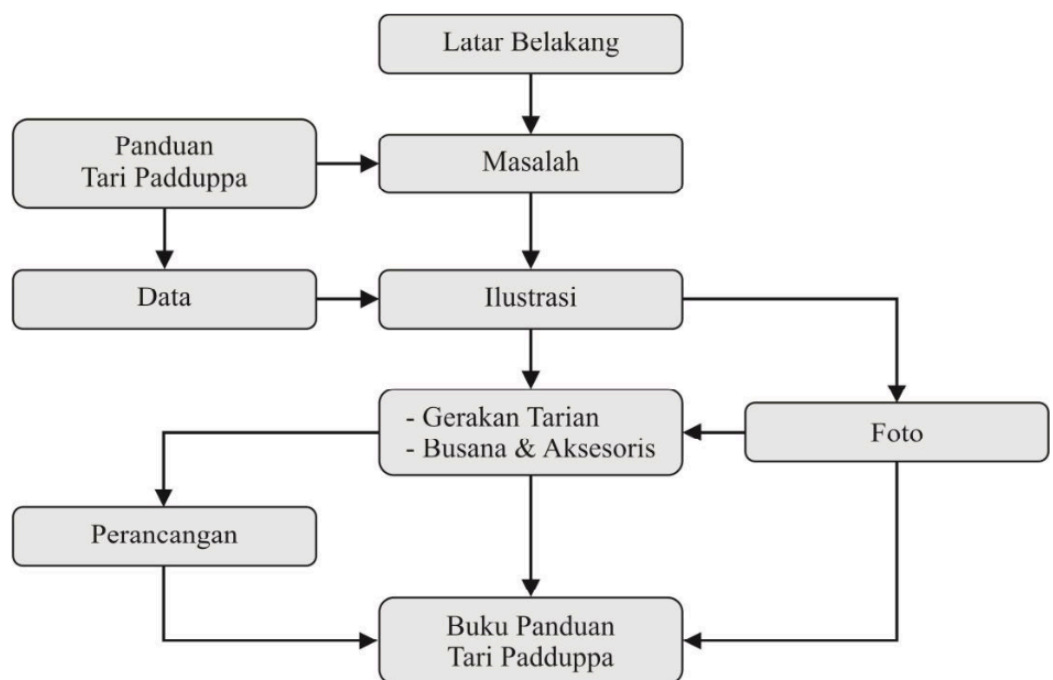 Latar Belakang
Panduan
Tari Padduppa
Masalah
Data
Ilustrasi
- Gerakan Tarian
- Busana & Aksesoris
Foto
Perancangan
Buku Panduan
Tari Padduppa